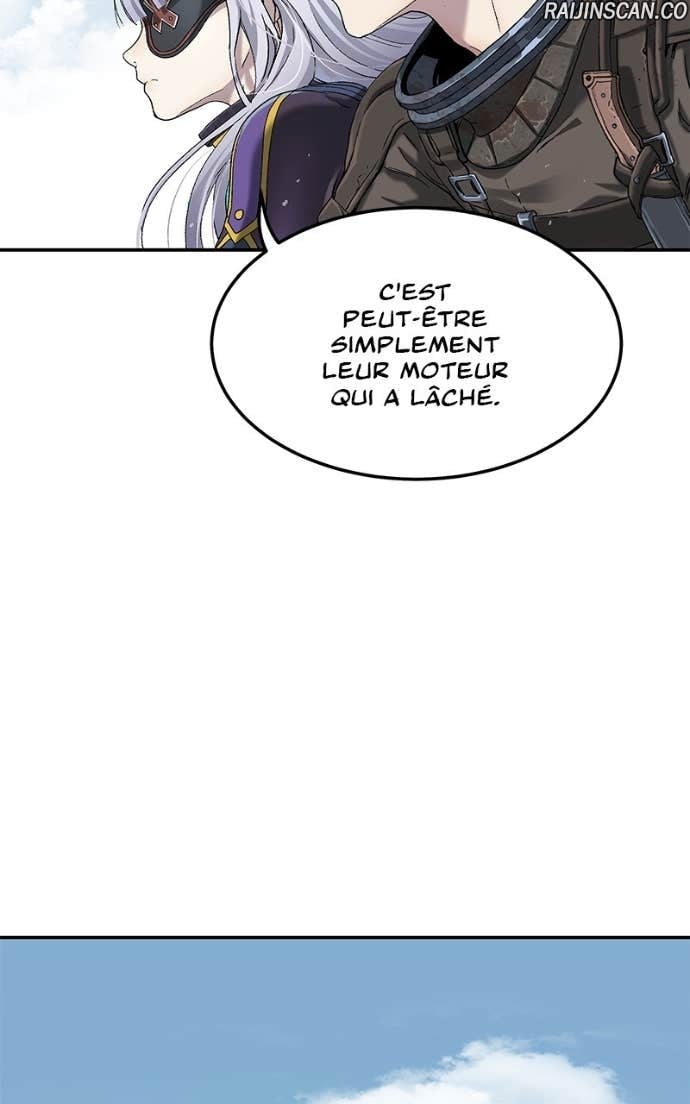 RAIJINSCAN.CO
C'EST
PEUT-ÊTRE
SIMPLEMENT
LEUR MOTEUR
QUI A LÂCHÉ.